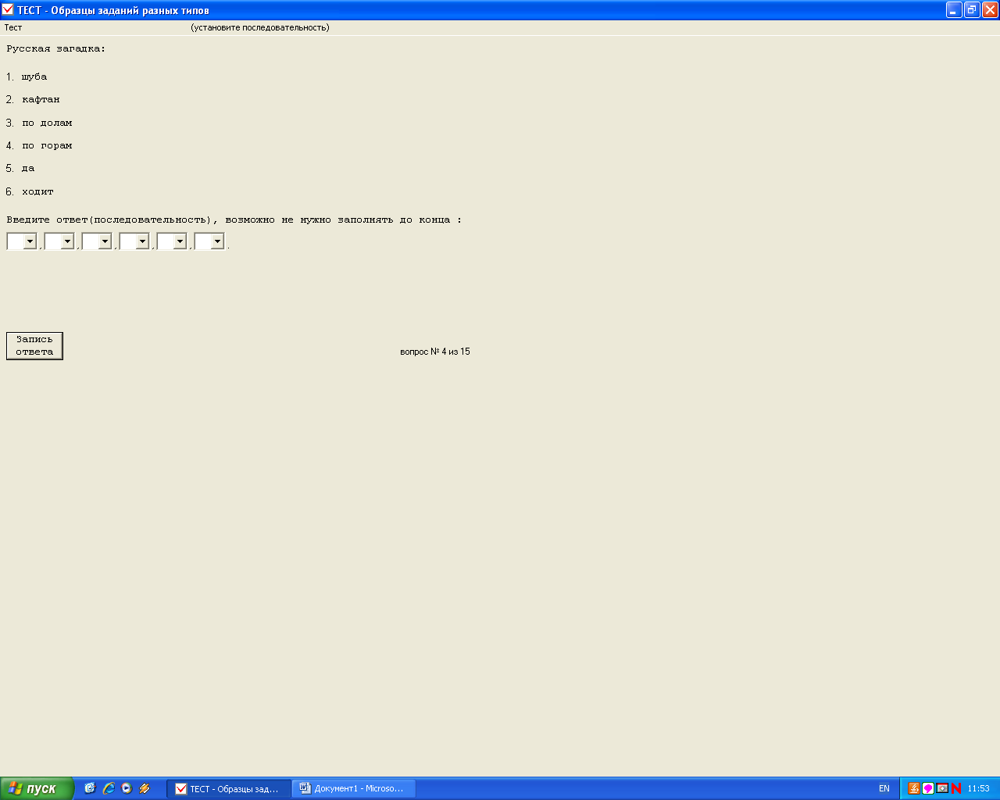 ТЕСТ - Образцы заданий разных типов
Тест (установите последовательность)
Русская загадка:
1. шуба
2. кафтан
3. по долам
4. по горам
5. да
6. ходит
Введите ответ(последовательность), возможно не нужно заполнять до конца :
, , , , , .
Запись
ответа
вопрос № 4 из 15
пуск ТЕСТ - Образцы зад... Документ1 - Microso... EN 11:53